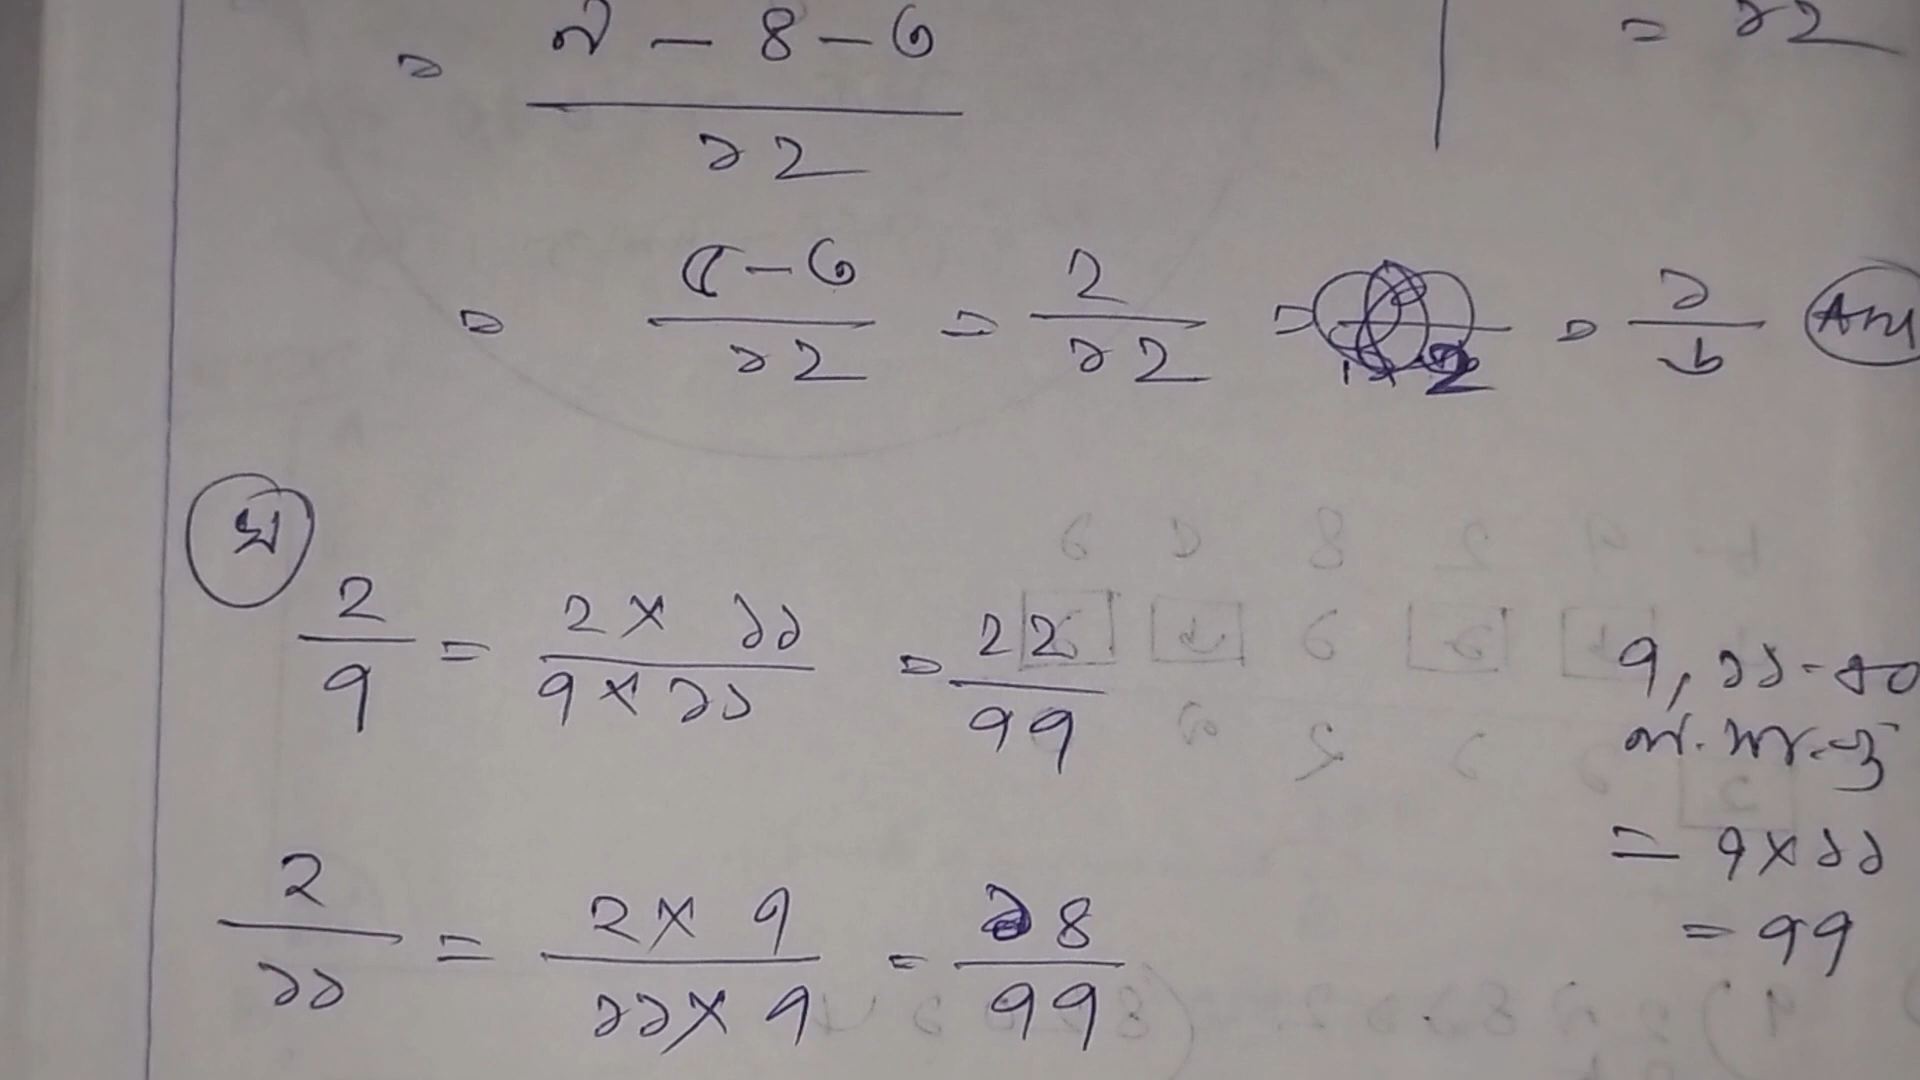 = ৯ - ৪ - ৩ / ১২
= ১২
= ৫ - ৩ / ১২ = ২ / ১২ = = ১ / ৬ Ans
ঘ
২/৭ = ২ × ১১ / ৭ × ১১ = ২২ / ৭৭
৭, ১১ - এর
ল. সা. গু
= ৭ × ১১
= ৭৭
২/১১ = ২ × ৭ / ১১ × ৭ = ১৪ / ৭৭